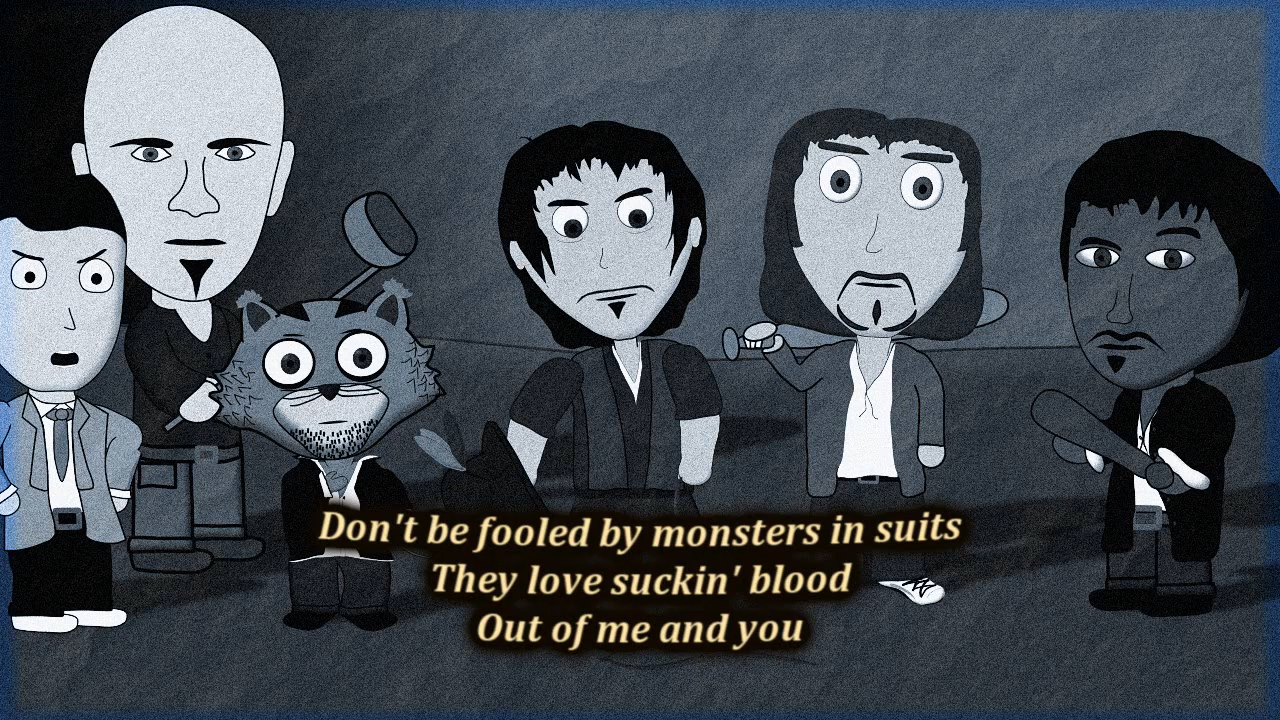 Don't be fooled by monsters in suits
They love suckin' blood
Out of me and you